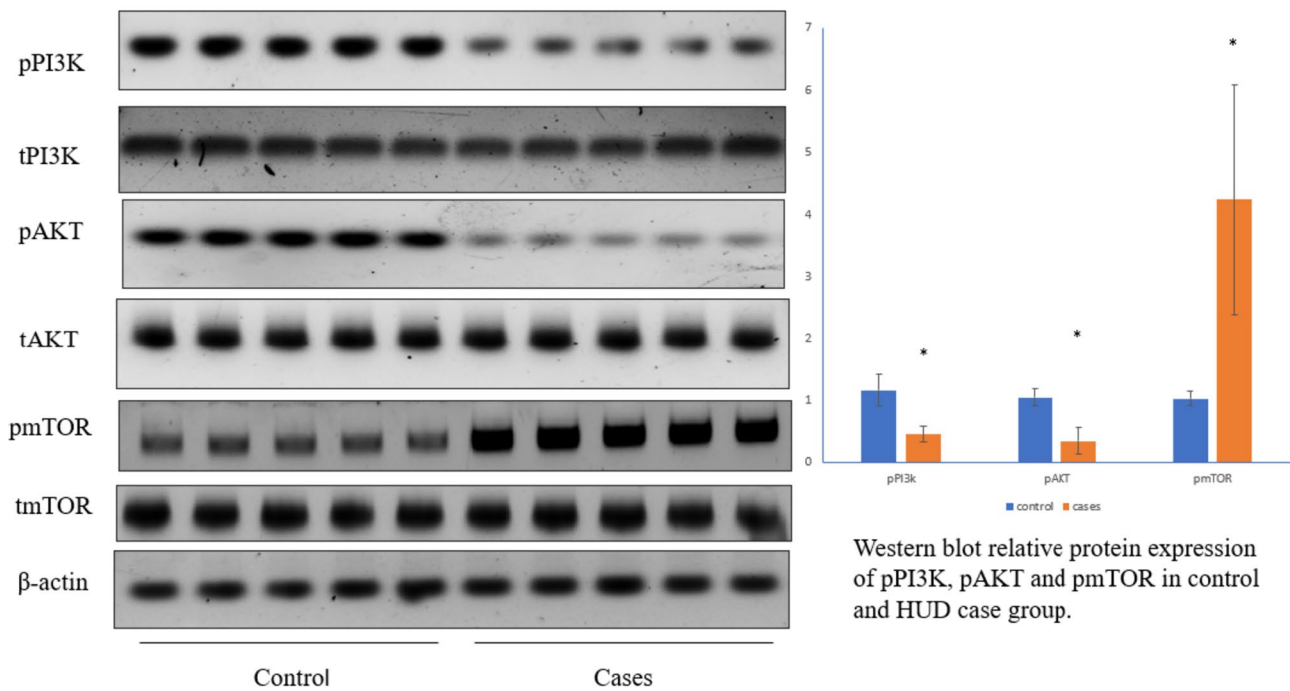 pPI3K
tPI3K
pAKT
tAKT
pmTOR
tmTOR
β-actin
Control Cases
7
6
5
4
3
2
1
0
*
*
*
pPI3k pAKT pmTOR
control cases
Western blot relative protein expression
of pPI3K, pAKT and pmTOR in control
and HUD case group.